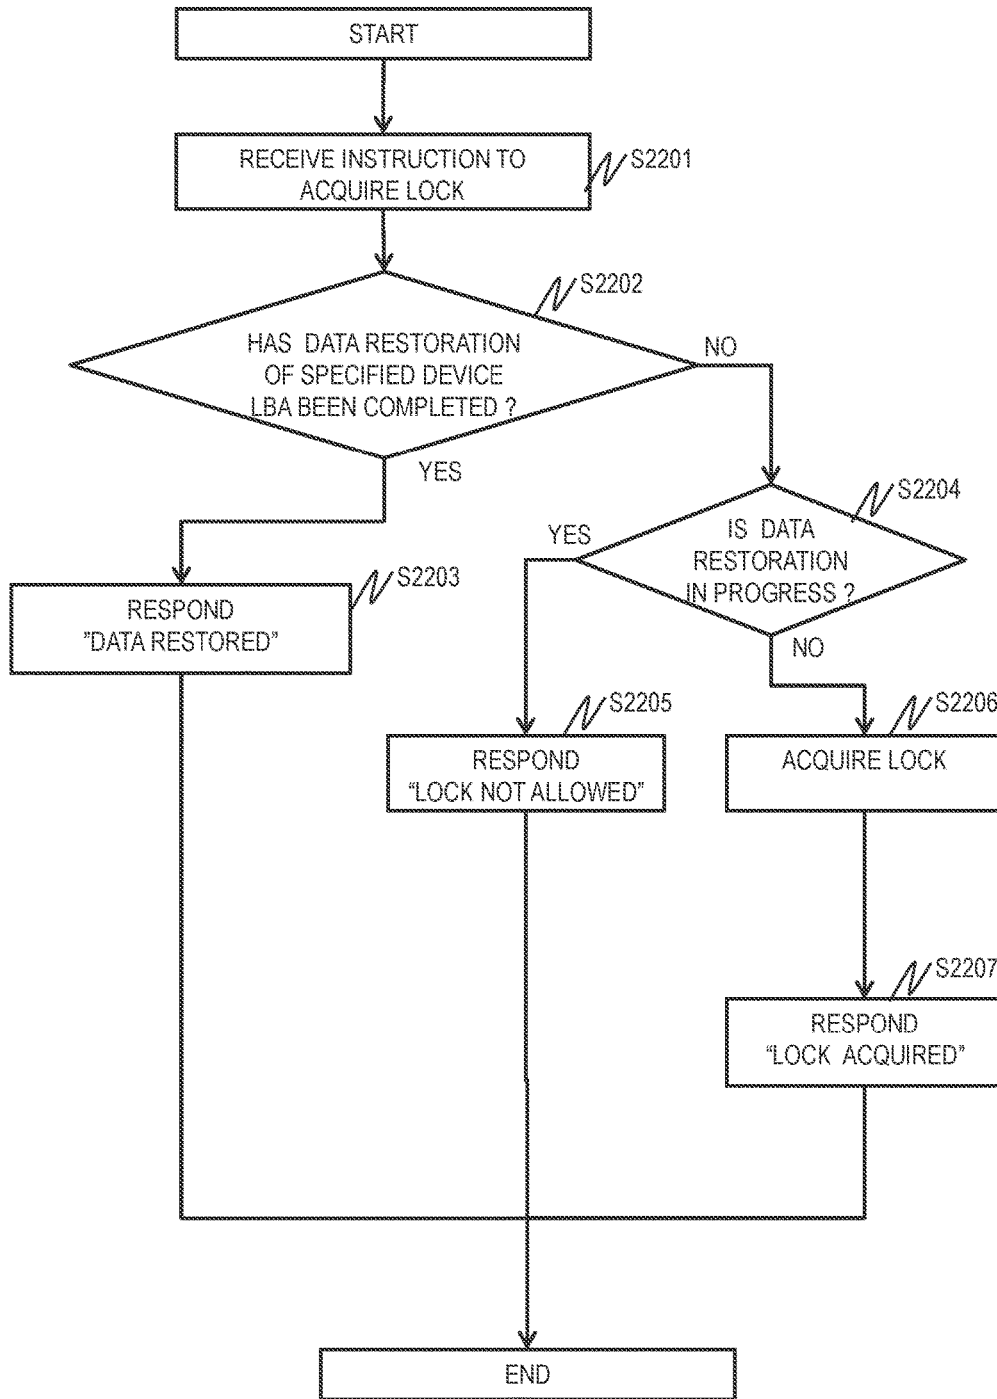 START
RECEIVE INSTRUCTION TO
ACQUIRE LOCK
S2201
S2202
HAS DATA RESTORATION
OF SPECIFIED DEVICE
LBA BEEN COMPLETED ?
NO
YES
S2204
IS DATA
RESTORATION
IN PROGRESS ?
YES
NO
S2203
RESPOND
"DATA RESTORED"
S2205
RESPOND
"LOCK NOT ALLOWED"
S2206
ACQUIRE LOCK
S2207
RESPOND
"LOCK ACQUIRED"
END